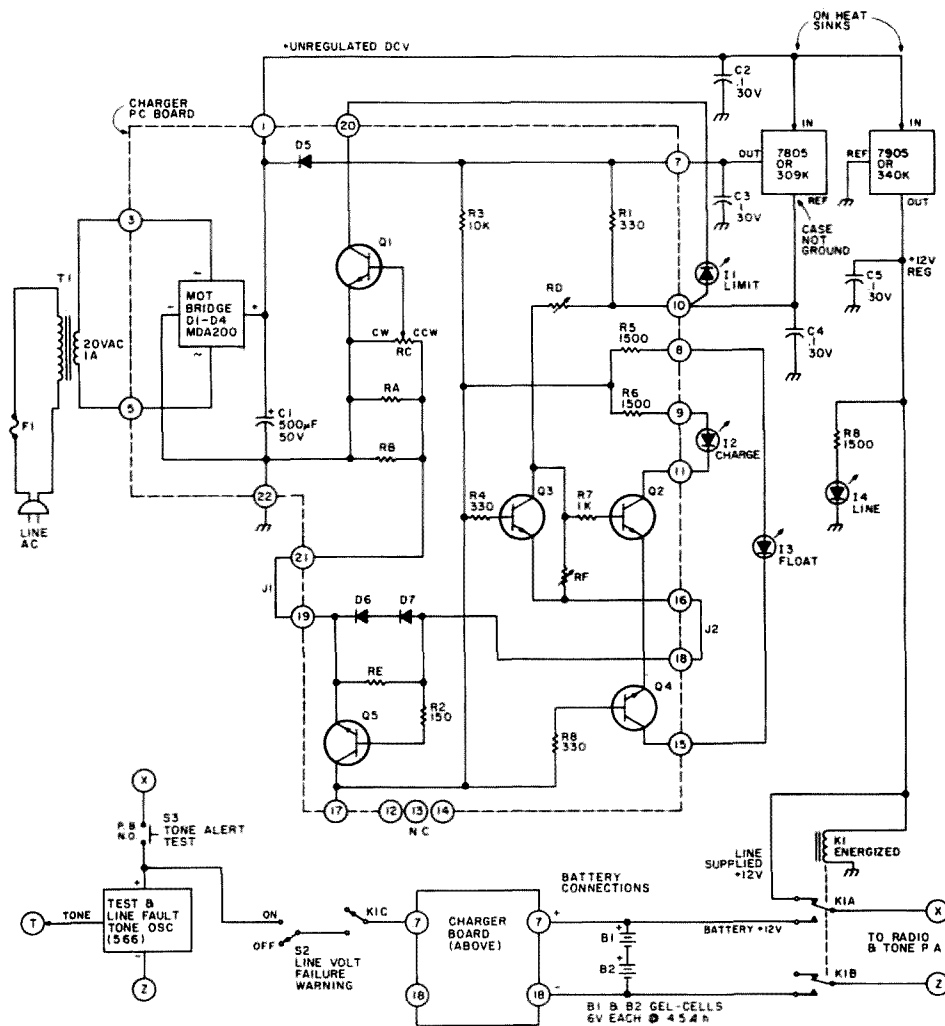 ON HEAT
SINKS
+UNREGULATED DCV
CHARGER
PC BOARD
C2
.1
30V
1
20
D5
7
OUT
IN
7805
OR
309K
REF
IN
REF
7905
OR
340K
OUT
C3
.1
30V
CASE
NOT
GROUND
3
R3
10K
R1
330
Q1
I1
LIMIT
+12V
REG
C5
.1
30V
T1
MOT
BRIDGE
D1-D4
MDA200
~
-
+
~
20VAC
1A
RD
10
CW
CCW
RC
R5
1500
8
C4
.1
30V
RA
R6
1500
9
5
F1
C1
500µF
50V
+
RB
I2
CHARGE
R8
1500
11
22
R4
330
Q3
R7
1K
Q2
I4
LINE
LINE
AC
21
I3
FLOAT
J1
RF
D6
D7
19
16
J2
18
RE
Q4
R2
150
Q5
R8
330
15
17
12
13
14
NC
X
P.B.
N.O.
S3
TONE ALERT
TEST
K1
ENERGIZED
LINE
SUPPLIED
+12V
BATTERY
CONNECTIONS
T
TONE
+
TEST &
LINE FAULT
TONE OSC
(566)
-
Z
ON
OFF
S2
LINE VOLT
FAILURE
WARNING
K1C
7
18
CHARGER
BOARD
(ABOVE)
7
18
+
-
+
B1
+
B2
BATTERY +12V
K1A
X
TO RADIO
& TONE P A
K1B
Z
B1 & B2 GEL-CELLS
6V EACH @ 4.5Ah